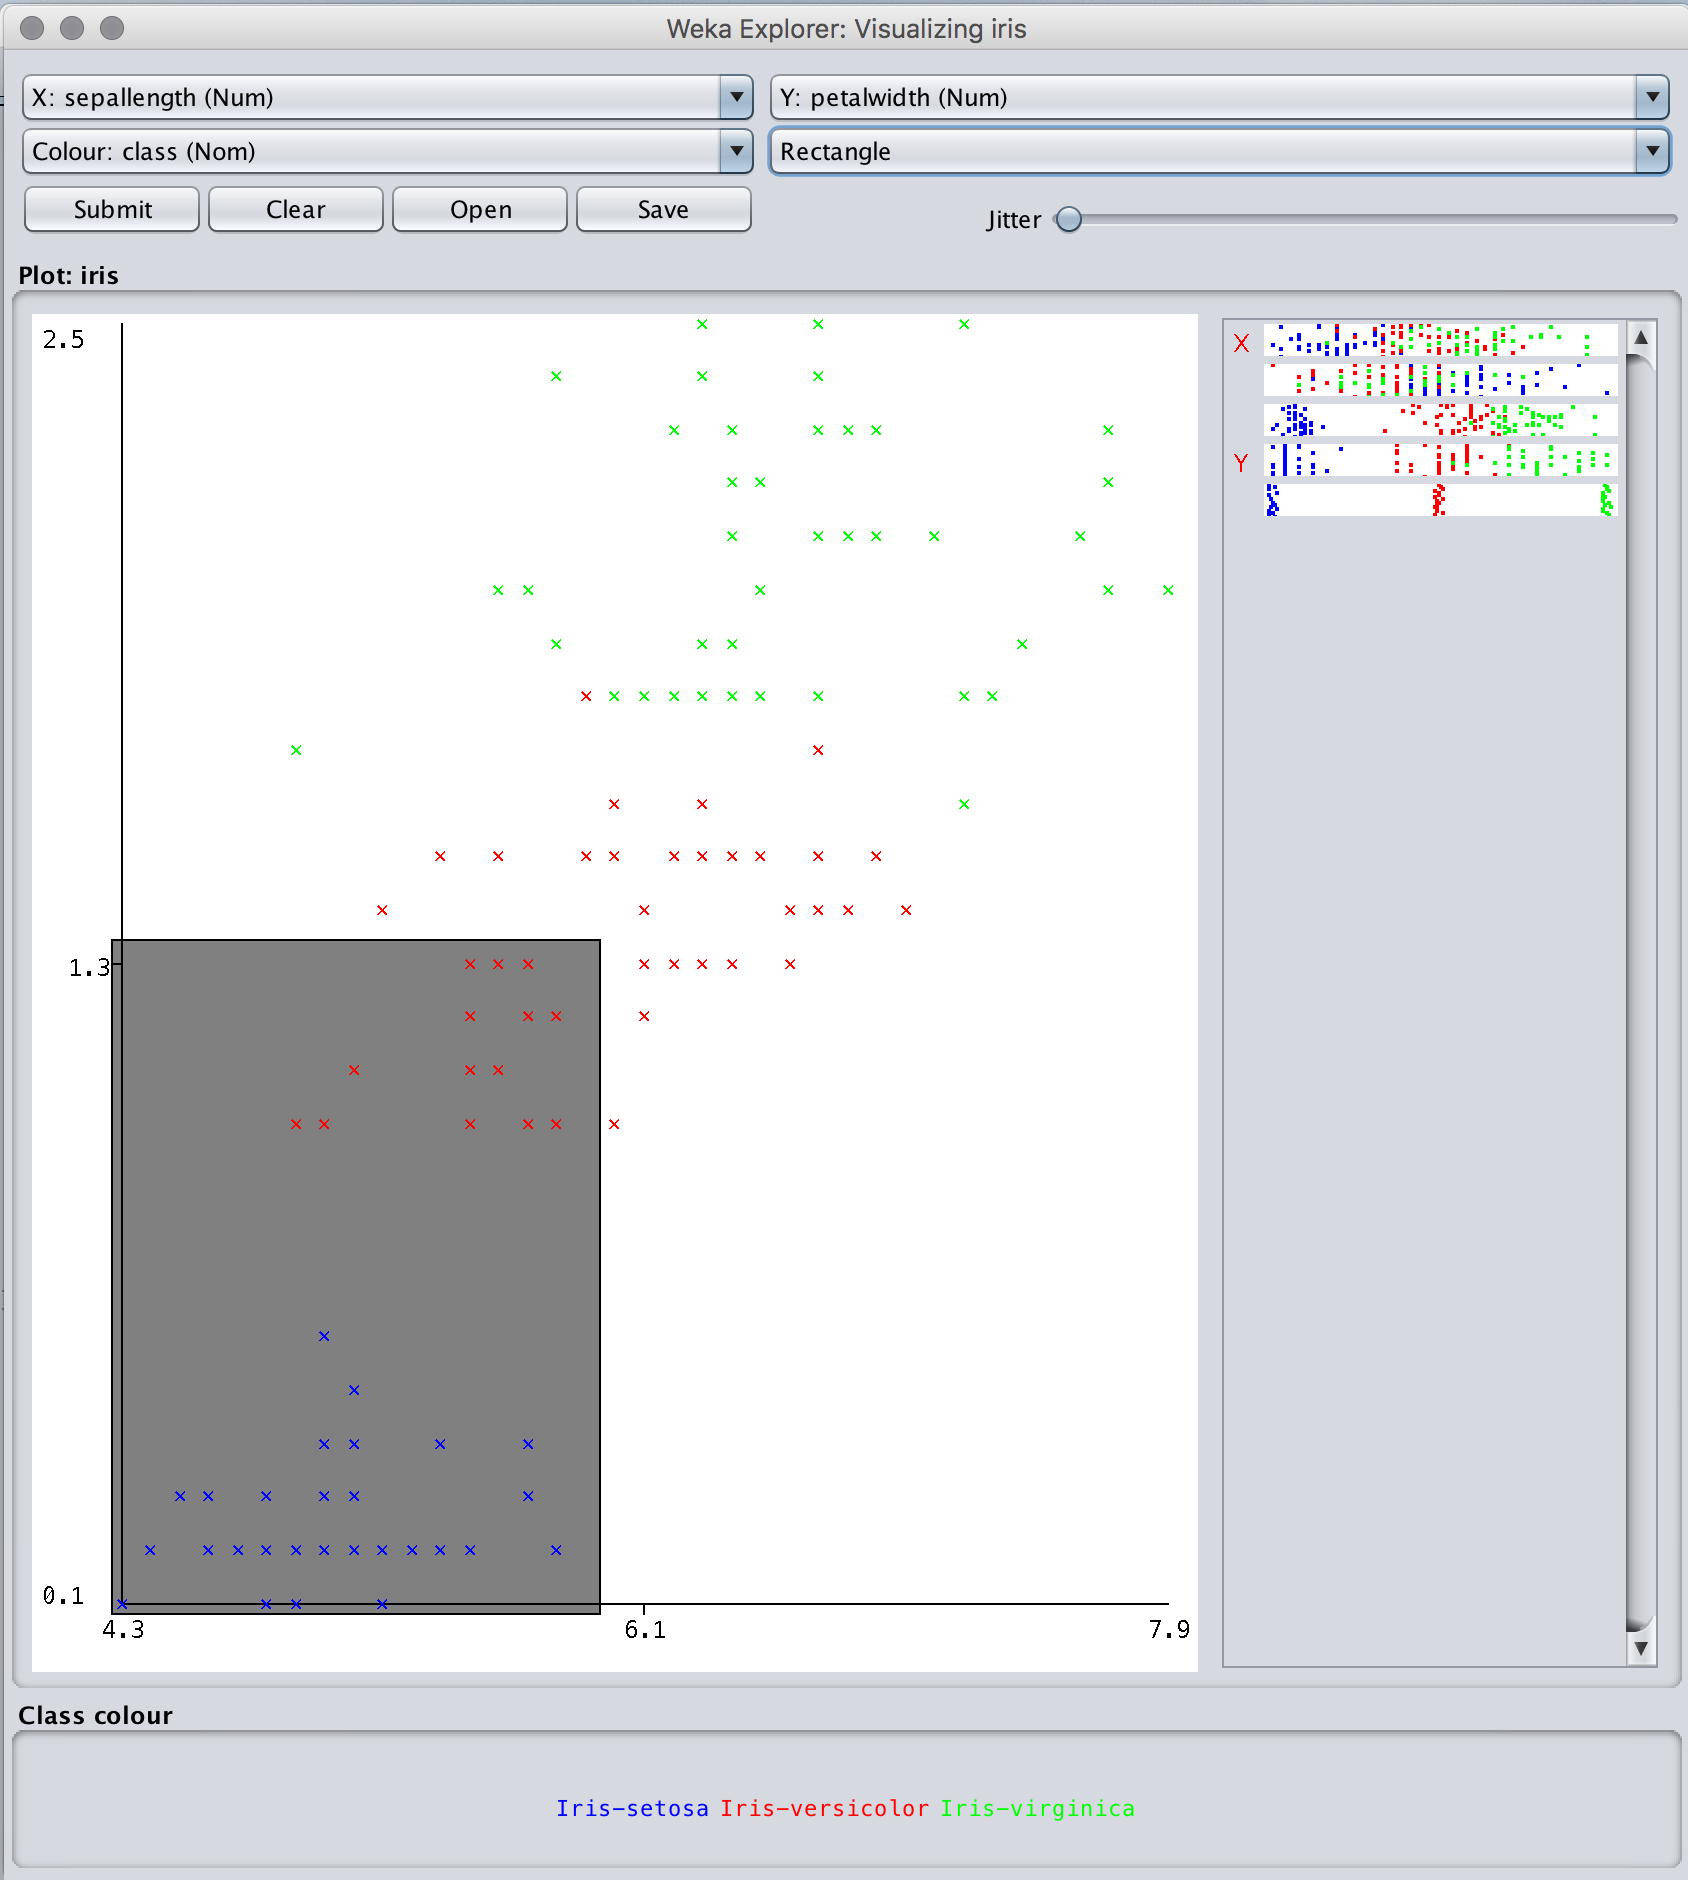 Weka Explorer: Visualizing iris
X: sepallength (Num)
Y: petalwidth (Num)
Colour: class (Nom)
Rectangle
Submit
Clear
Open
Save
Jitter
Plot: iris
2.5
1.3
0.1
4.3
6.1
7.9
X
Y
Class colour
Iris-setosa Iris-versicolor Iris-virginica